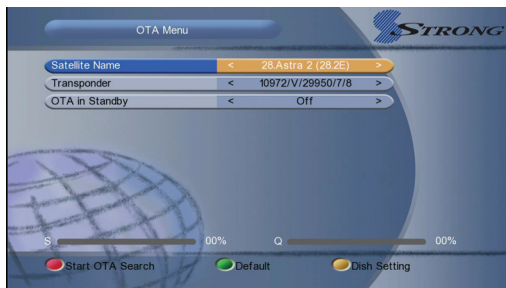 OTA Menu
STRONG
Satellite Name < 28.Astra 2 (28.2E) >
Transponder < 10972/V/29950/7/8 >
OTA in Standby < Off >
S 00% Q 00%
Start OTA Search Default Dish Setting